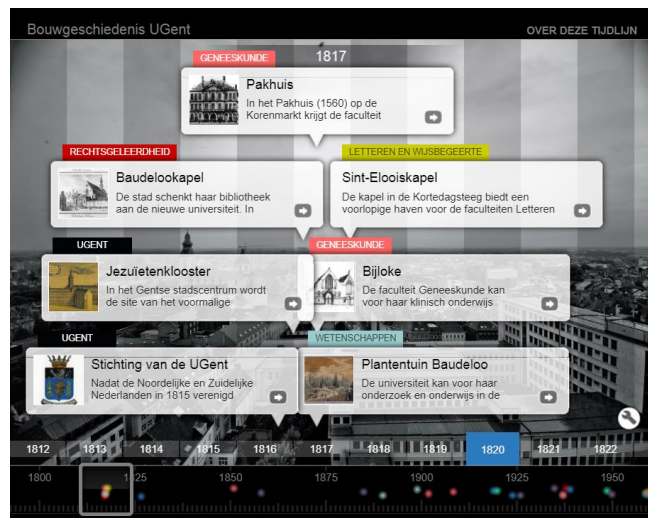 Bouwgeschiedenis UGent
OVER DEZE TIJDLIJN
1817
GENEESKUNDE
Pakhuis
In het Pakhuis (1560) op de
Korenmarkt krijgt de faculteit
RECHTSGELEERDHEID
Baudelookapel
De stad schenkt haar bibliotheek
aan de nieuwe universiteit. In
LETTEREN EN WIJSBEGEERTE
Sint-Elooiskapel
De kapel in de Kortedagsteeg biedt een
voorlopige haven voor de faculteiten Letteren
UGENT
Jezuïetenklooster
In het Gentse stadscentrum wordt
de site van het voormalige
GENEESKUNDE
Bijloke
De faculteit Geneeskunde kan
voor haar klinisch onderwijs
UGENT
Stichting van de UGent
Nadat de Noordelijke en Zuidelijke
Nederlanden in 1815 verenigd
WETENSCHAPPEN
Plantentuin Baudeloo
De universiteit kan voor haar
onderzoek en onderwijs in de
1812 1813 1814 1815 1816 1817 1818 1819 1820 1821 1822
1800 1825 1850 1875 1900 1925 1950